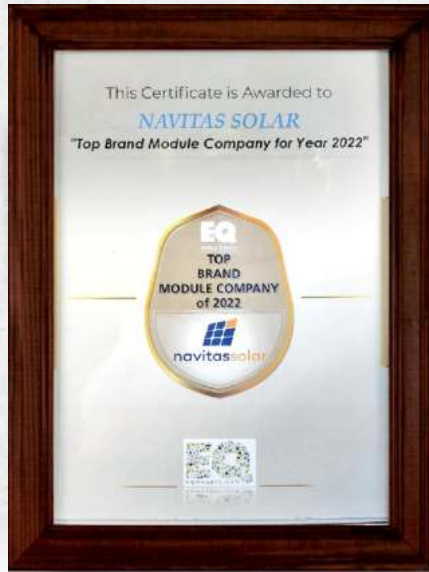 This Certificate is Awarded to
NAVITAS SOLAR
"Top Brand Module Company for Year 2022"
EQ
TOP
BRAND
MODULE COMPANY
of 2022
navitassolar
EQ